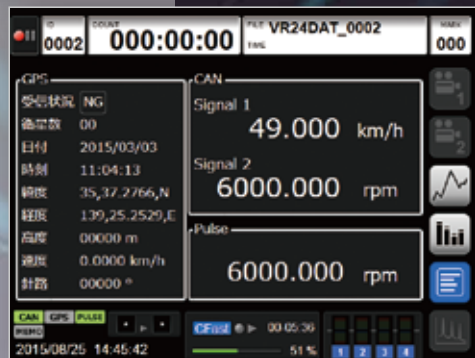 ID
0002
COUNT
000:00:00
FILE VR24DAT_0002
TIME
MARK
000
GPS
受信状況 NG
衛星数 00
日付 2015/03/03
時刻 11:04:13
緯度 35,37.2766,N
経度 139,25.2529,E
高度 00000 m
速度 0.0000 km/h
針路 00000 °
CAN
Signal 1
49.000 km/h
Signal 2
6000.000 rpm
Pulse
6000.000 rpm
1
2
CAN GPS PULSE
MEMO
2015/08/25 14:45:42
CFast 00:05:36
51 %
1 2 3 4